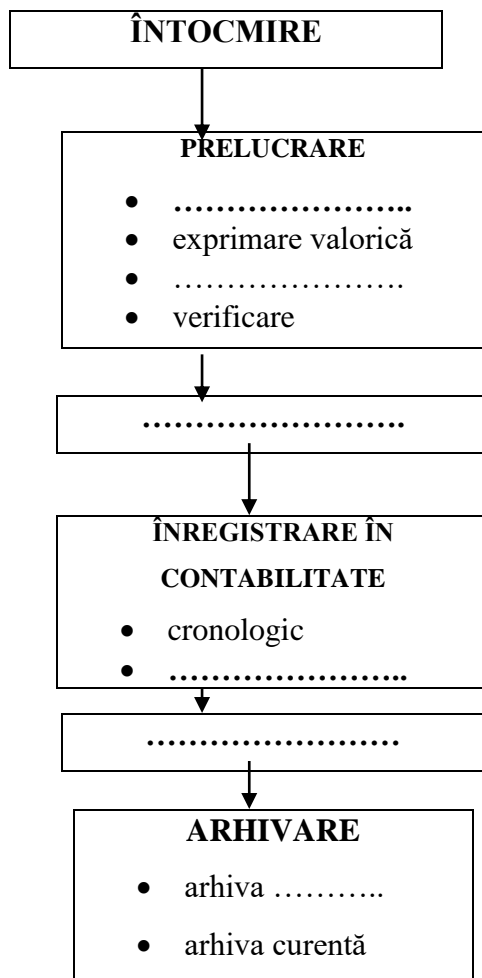 ÎNTOCMIRE
PRELUCRARE
• ……………………..
• exprimare valorică
• ………………….
• verificare
…………………….
ÎNREGISTRARE ÎN
CONTABILITATE
• cronologic
• …………………..
……………………
ARHIVARE
• arhiva ………..
• arhiva curentă